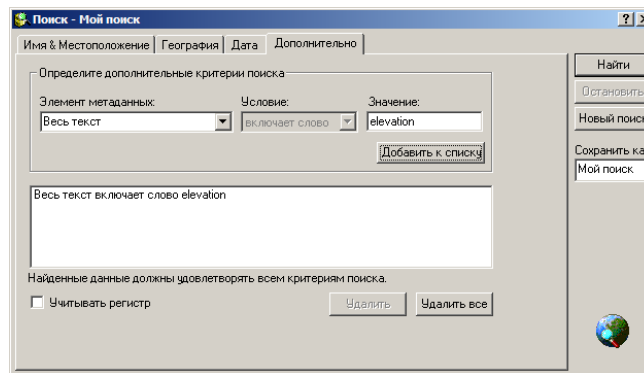 Поиск - Мой поиск
Имя & Местоположение География Дата Дополнительно
Определите дополнительные критерии поиска
Элемент метаданных: Условие: Значение:
Весь текст включает слово elevation
Добавить к списку
Весь текст включает слово elevation
Найденные данные должны удовлетворять всем критериям поиска.
Учитывать регистр Удалить Удалить все
Найти
Остановить
Новый поиск
Сохранить ка
Мой поиск